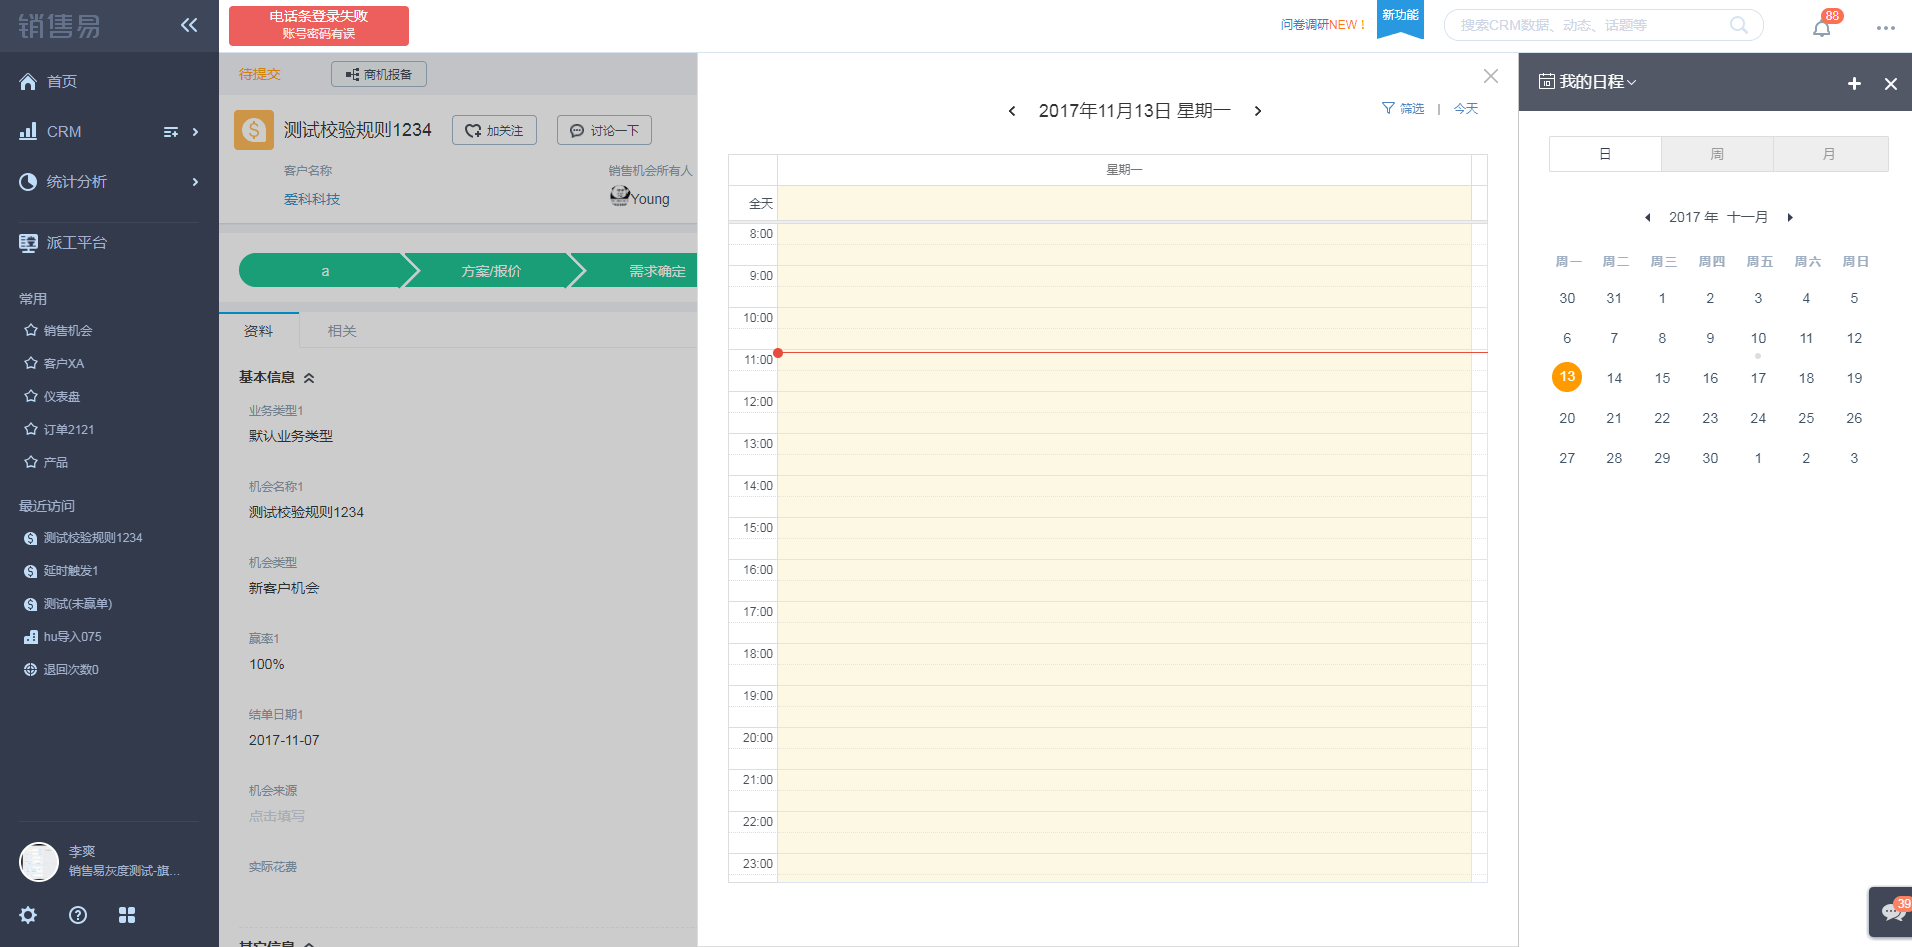 销售易
首页
CRM
统计分析
派工平台
常用
销售机会
客户XA
仪表盘
订单2121
产品
最近访问
测试校验规则1234
延时触发1
测试(未赢单)
hu导入075
退回次数0
李爽
销售易灰度测试-旗...
电话条登录失败
账号密码有误
问卷调研NEW！
新功能
搜索CRM数据、动态、话题等
88
待提交
商机报备
测试校验规则1234
加关注
讨论一下
客户名称
销售机会所有人
爱科科技
Young
a
方案/报价
需求确定
资料
相关
基本信息
业务类型1
默认业务类型
机会名称1
测试校验规则1234
机会类型
新客户机会
赢率1
100%
结单日期1
2017-11-07
机会来源
点击填写
实际花费
其它信息
2017年11月13日 星期一
筛选 | 今天
星期一
全天
8:00
9:00
10:00
11:00
12:00
13:00
14:00
15:00
16:00
17:00
18:00
19:00
20:00
21:00
22:00
23:00
我的日程
日 周 月
2017 年 十一月
周一 周二 周三 周四 周五 周六 周日
30 31 1 2 3 4 5
6 7 8 9 10 11 12
13 14 15 16 17 18 19
20 21 22 23 24 25 26
27 28 29 30 1 2 3
39